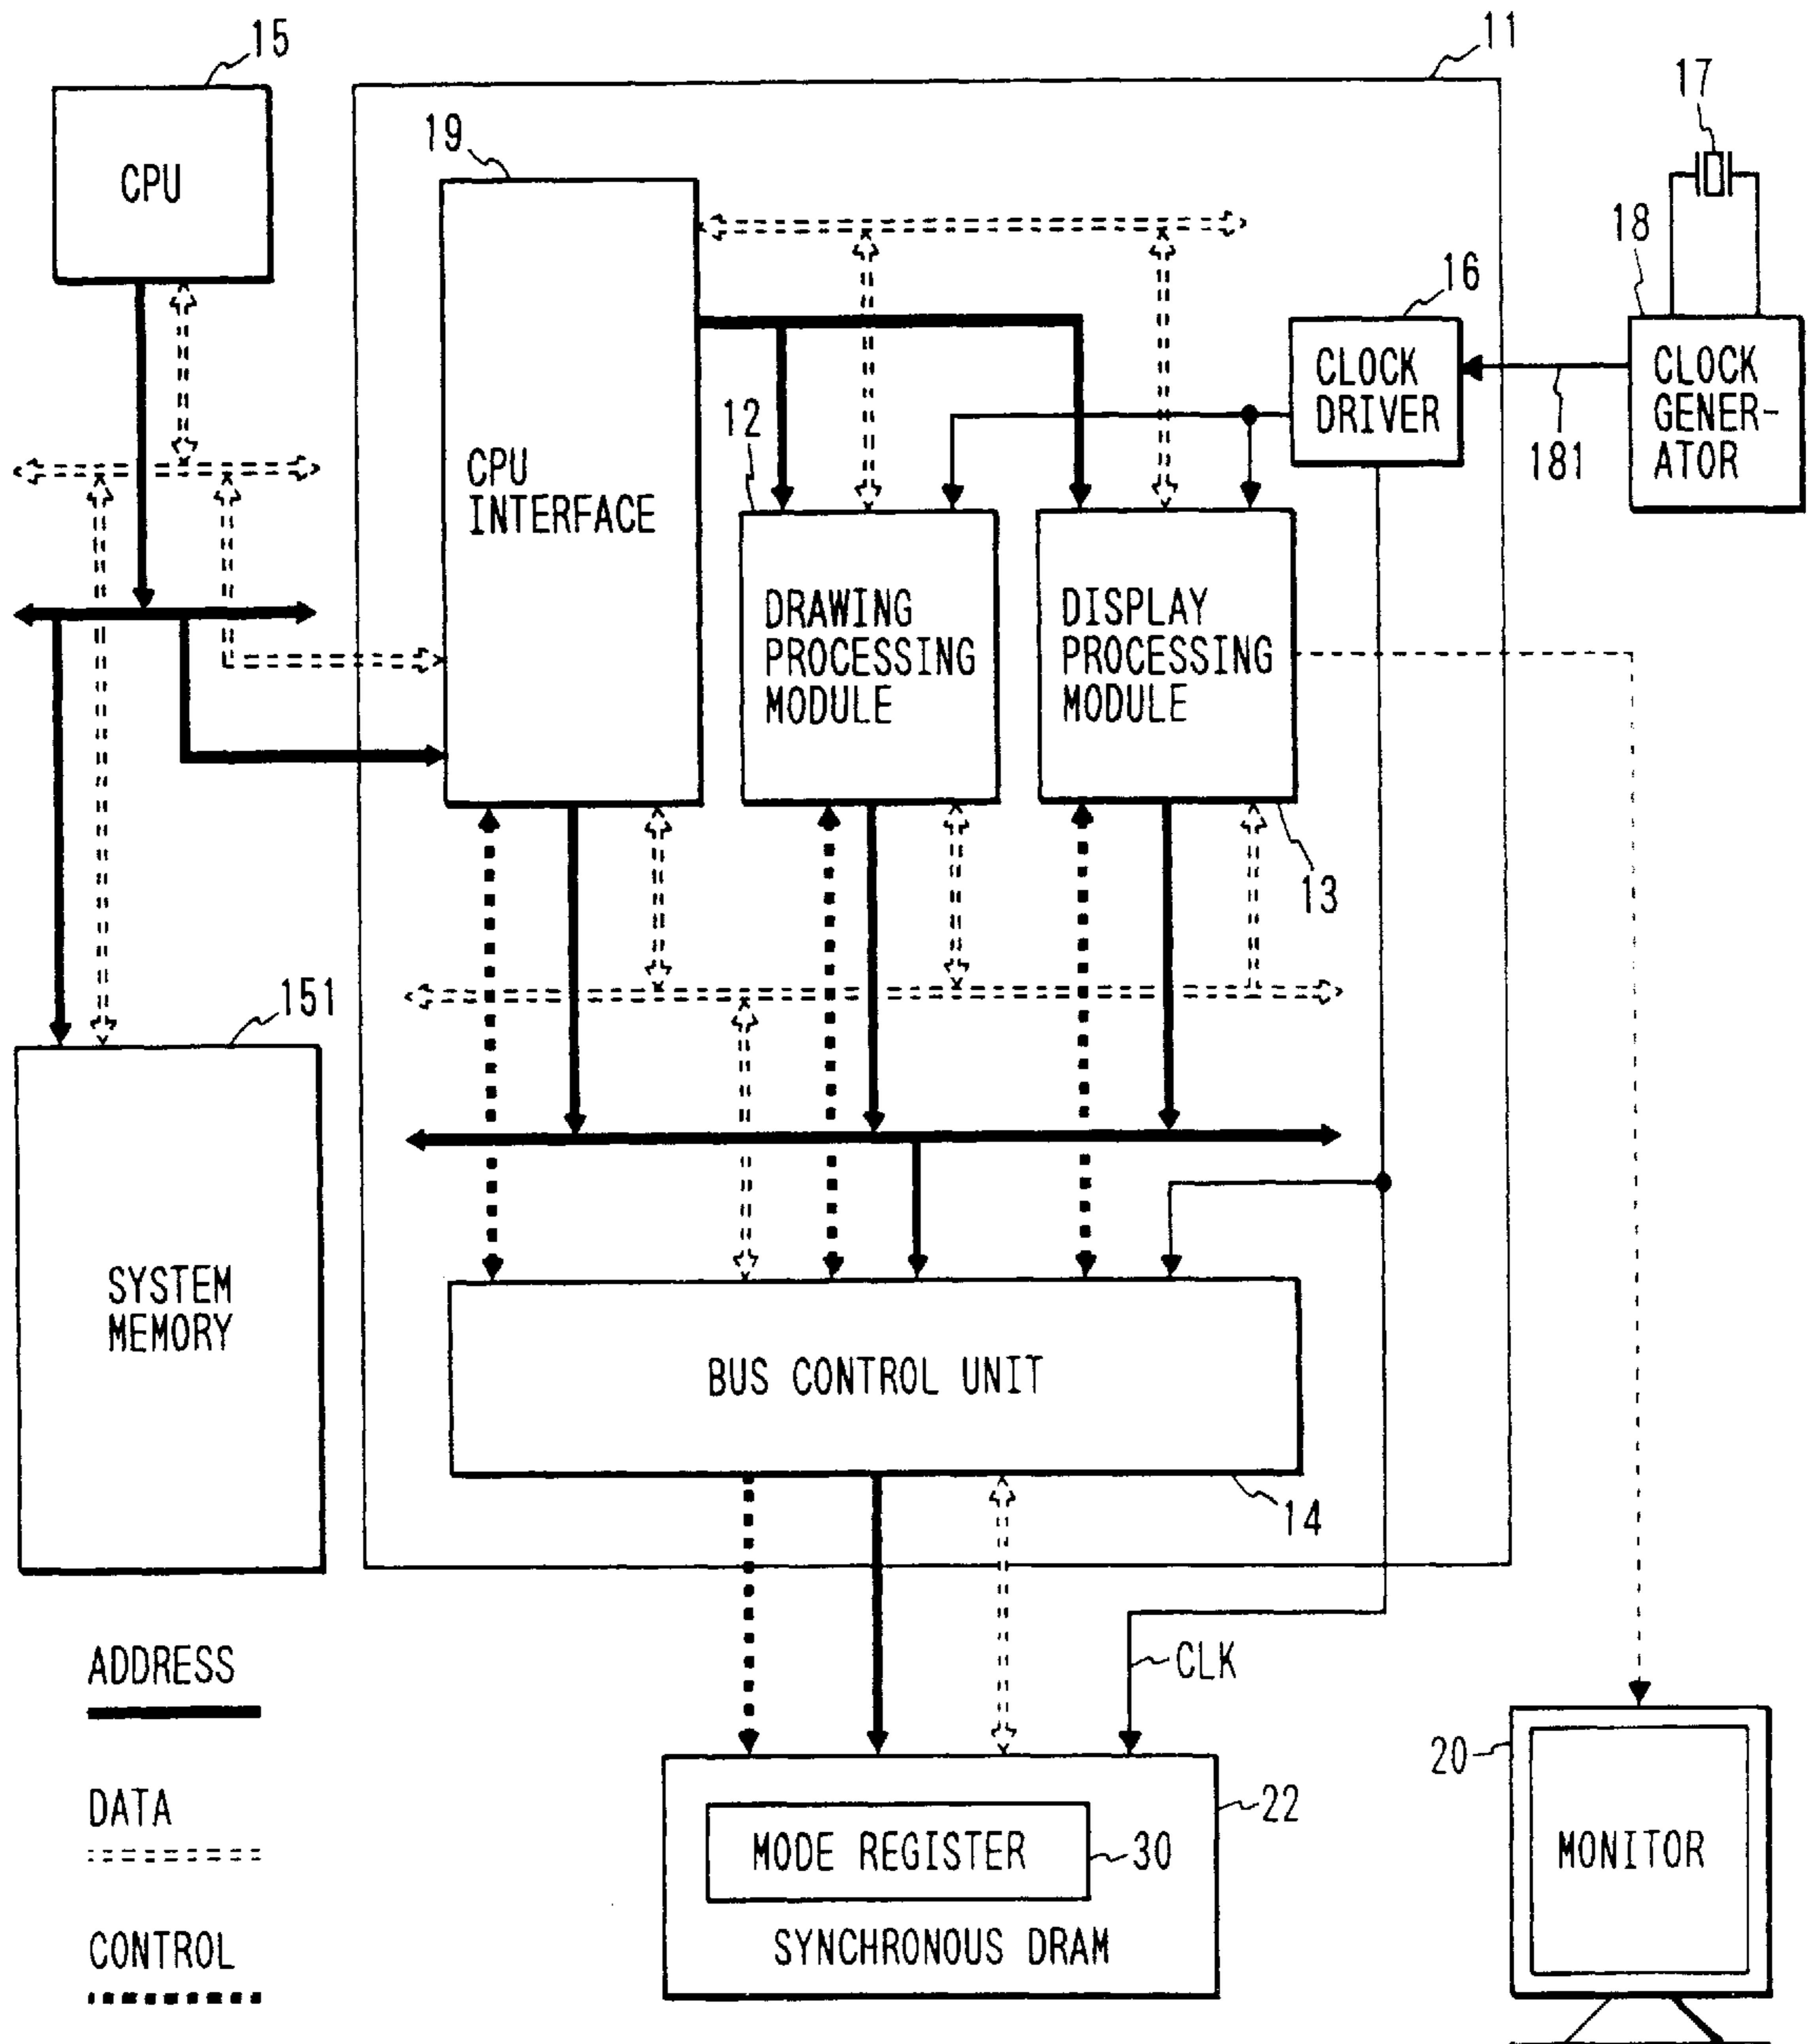 15
11
17
CPU
19
18
16
CLOCK
DRIVER
CLOCK
GENER-
ATOR
181
12
CPU
INTERFACE
DRAWING
PROCESSING
MODULE
DISPLAY
PROCESSING
MODULE
13
151
SYSTEM
MEMORY
BUS CONTROL UNIT
14
ADDRESS
CLK
DATA
20
22
MODE REGISTER
30
MONITOR
CONTROL
SYNCHRONOUS DRAM